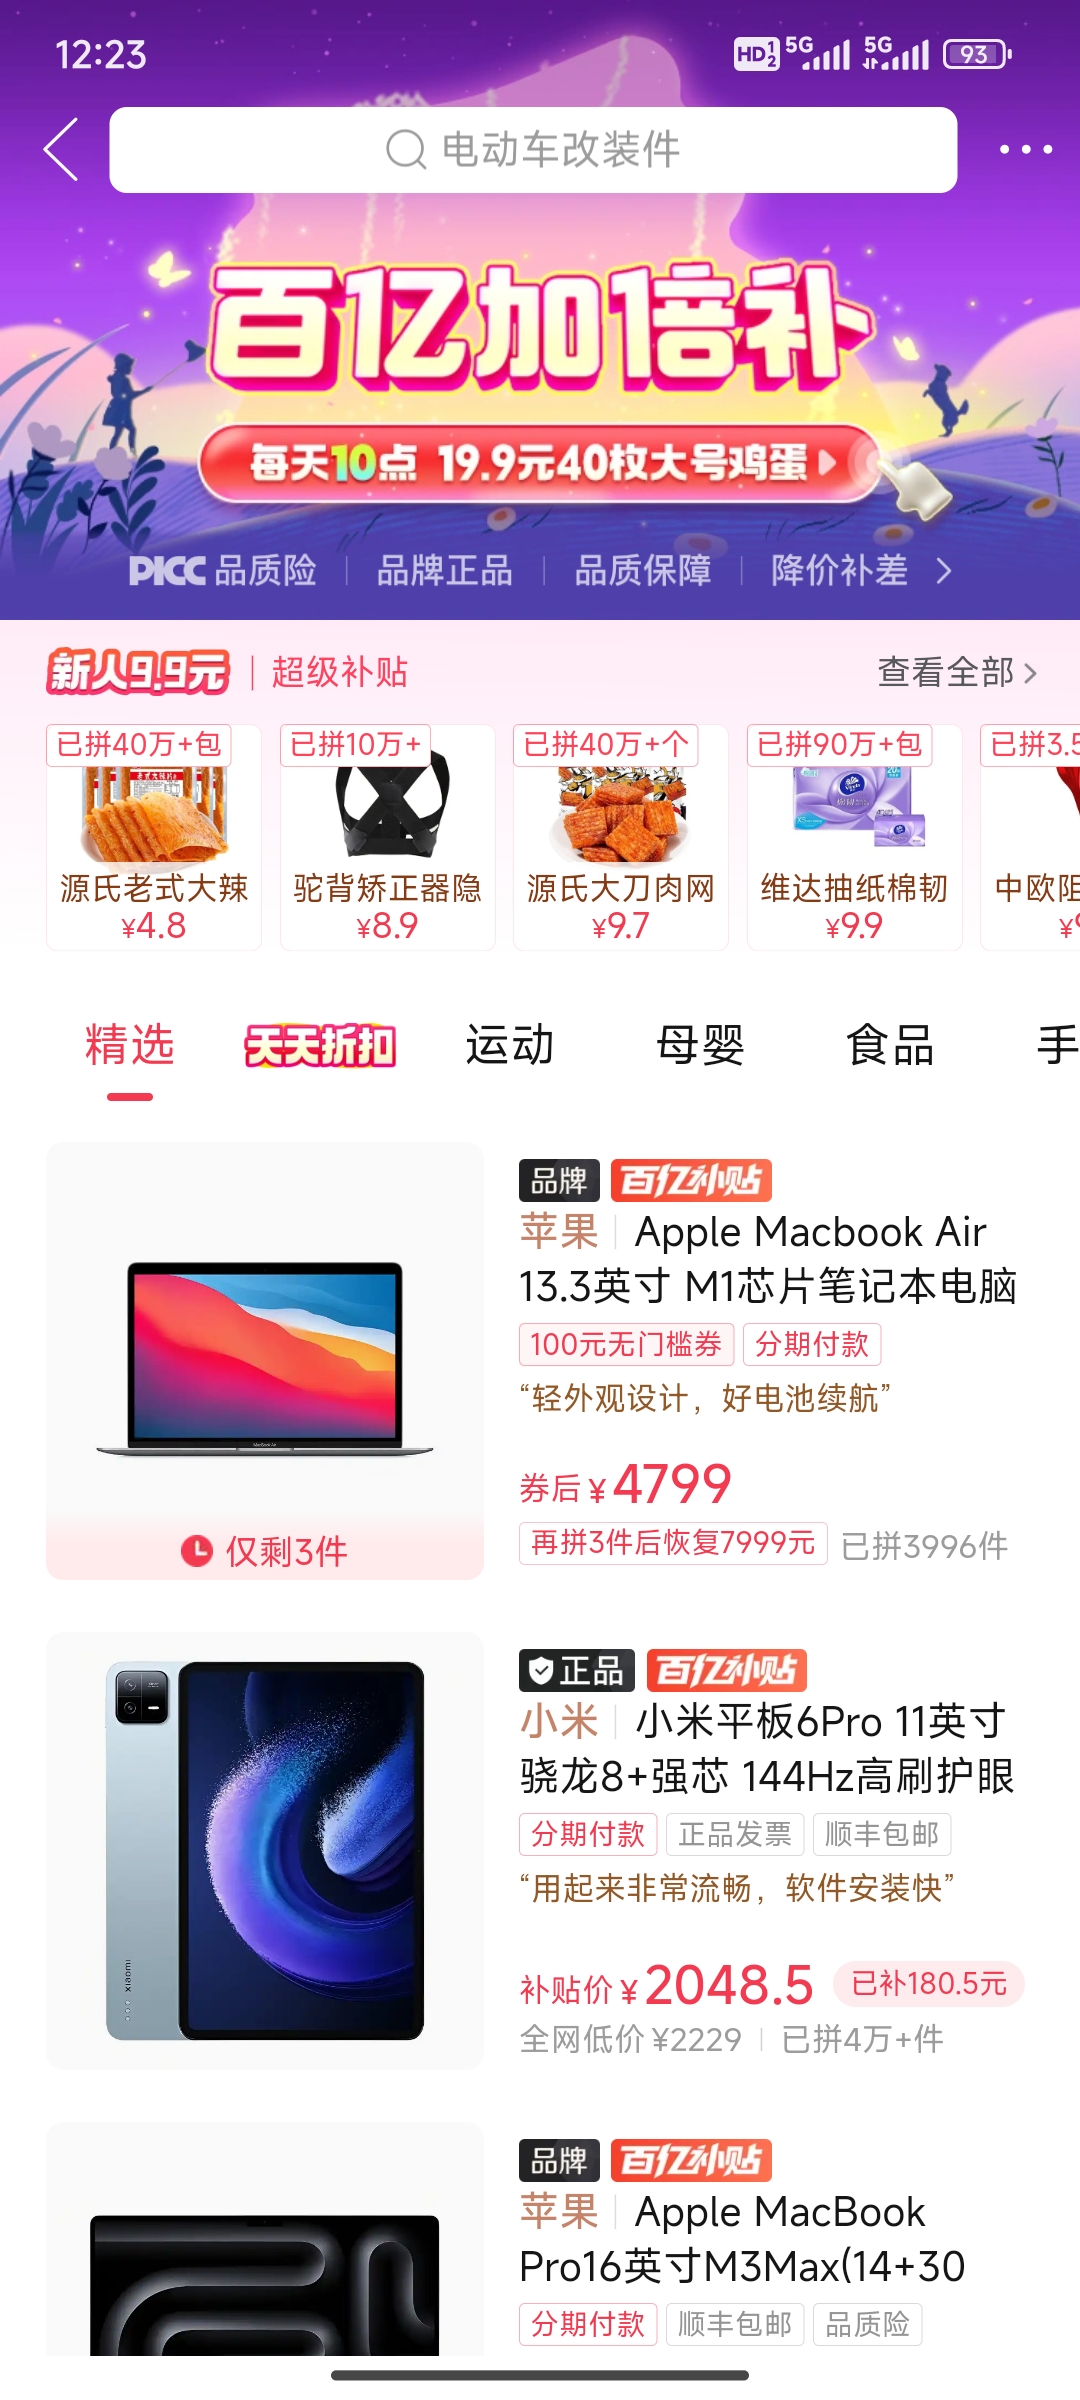 12:23
HD 1 2 5G 5G 93
电动车改装件
百亿加倍补
每天10点 19.9元40枚大号鸡蛋
PICC 品质险 | 品牌正品 | 品质保障 | 降价补差
新人9.9元 | 超级补贴 查看全部
已拼40万+包 已拼10万+ 已拼40万+个 已拼90万+包 已拼3.5
源氏老式大辣 驼背矫正器隐 源氏大刀肉网 维达抽纸棉韧 中欧阻
¥4.8 ¥8.9 ¥9.7 ¥9.9 ¥9
精选 天天折扣 运动 母婴 食品 手
品牌 百亿补贴
苹果 | Apple Macbook Air
13.3英寸 M1芯片笔记本电脑
100元无门槛券 分期付款
“轻外观设计，好电池续航”
券后 ¥4799
仅剩3件
再拼3件后恢复7999元 已拼3996件
正品 百亿补贴
小米 | 小米平板6Pro 11英寸
骁龙8+强芯 144Hz高刷护眼
分期付款 正品发票 顺丰包邮
“用起来非常流畅，软件安装快”
xiaomi
补贴价 ¥2048.5 已补180.5元
全网低价 ¥2229 | 已拼4万+件
品牌 百亿补贴
苹果 | Apple MacBook
Pro16英寸M3Max(14+30
分期付款 顺丰包邮 品质险